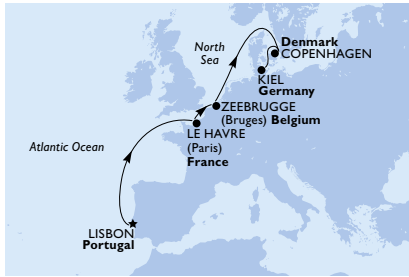 North
Sea
Denmark
COPENHAGEN
KIEL
Germany
ZEEBRUGGE
(Bruges) Belgium
LE HAVRE
(Paris)
France
Atlantic Ocean
LISBON
Portugal